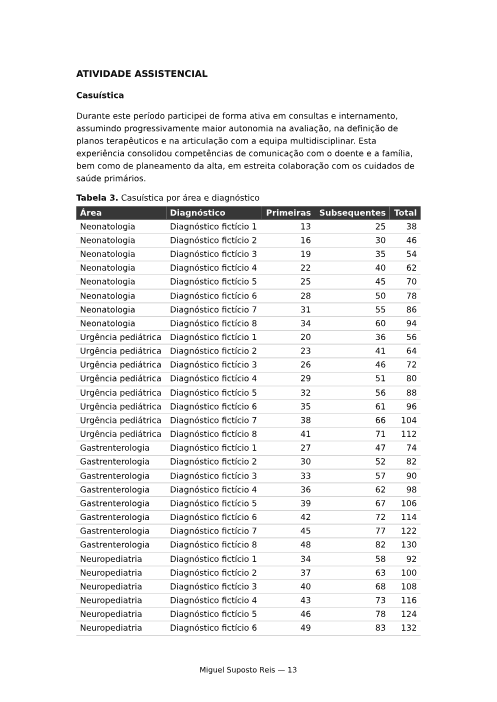 ATIVIDADE ASSISTENCIAL
Casuística
Durante este período participei de forma ativa em consultas e internamento,
assumindo progressivamente maior autonomia na avaliação, na definição de
planos terapêuticos e na articulação com a equipa multidisciplinar. Esta
experiência consolidou competências de comunicação com o doente e a família,
bem como de planeamento da alta, em estreita colaboração com os cuidados de
saúde primários.
Tabela 3. Casuística por área e diagnóstico
Área Diagnóstico Primeiras Subsequentes Total
Neonatologia Diagnóstico fictício 1 13 25 38
Neonatologia Diagnóstico fictício 2 16 30 46
Neonatologia Diagnóstico fictício 3 19 35 54
Neonatologia Diagnóstico fictício 4 22 40 62
Neonatologia Diagnóstico fictício 5 25 45 70
Neonatologia Diagnóstico fictício 6 28 50 78
Neonatologia Diagnóstico fictício 7 31 55 86
Neonatologia Diagnóstico fictício 8 34 60 94
Urgência pediátrica Diagnóstico fictício 1 20 36 56
Urgência pediátrica Diagnóstico fictício 2 23 41 64
Urgência pediátrica Diagnóstico fictício 3 26 46 72
Urgência pediátrica Diagnóstico fictício 4 29 51 80
Urgência pediátrica Diagnóstico fictício 5 32 56 88
Urgência pediátrica Diagnóstico fictício 6 35 61 96
Urgência pediátrica Diagnóstico fictício 7 38 66 104
Urgência pediátrica Diagnóstico fictício 8 41 71 112
Gastrenterologia Diagnóstico fictício 1 27 47 74
Gastrenterologia Diagnóstico fictício 2 30 52 82
Gastrenterologia Diagnóstico fictício 3 33 57 90
Gastrenterologia Diagnóstico fictício 4 36 62 98
Gastrenterologia Diagnóstico fictício 5 39 67 106
Gastrenterologia Diagnóstico fictício 6 42 72 114
Gastrenterologia Diagnóstico fictício 7 45 77 122
Gastrenterologia Diagnóstico fictício 8 48 82 130
Neuropediatria Diagnóstico fictício 1 34 58 92
Neuropediatria Diagnóstico fictício 2 37 63 100
Neuropediatria Diagnóstico fictício 3 40 68 108
Neuropediatria Diagnóstico fictício 4 43 73 116
Neuropediatria Diagnóstico fictício 5 46 78 124
Neuropediatria Diagnóstico fictício 6 49 83 132
Miguel Suposto Reis — 13